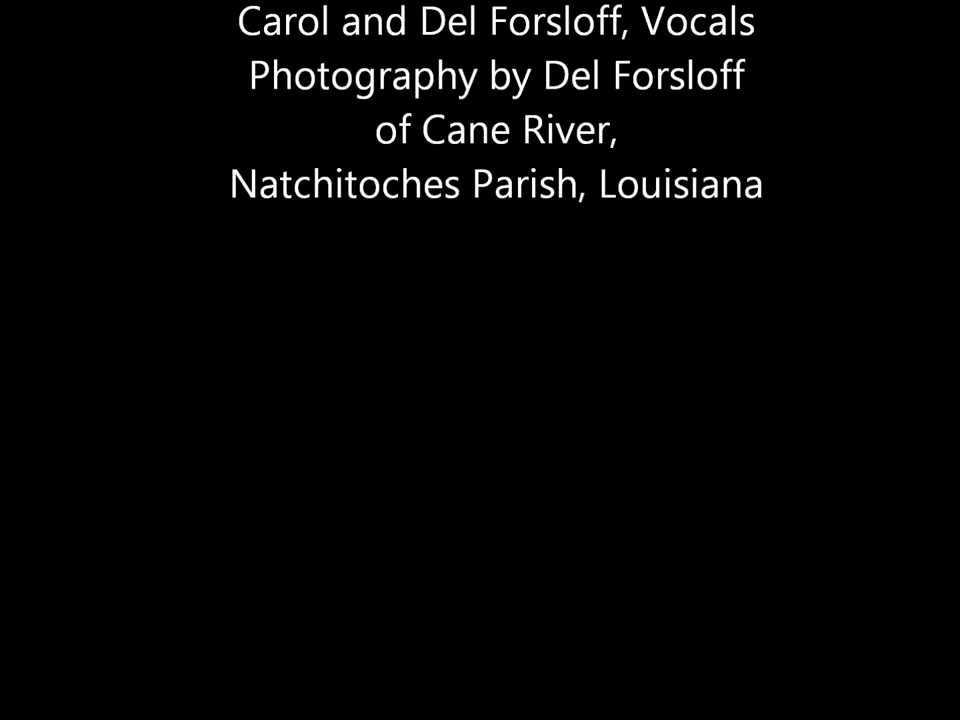 Carol and Del Forsloff, Vocals
Photography by Del Forsloff
of Cane River,
Natchitoches Parish, Louisiana